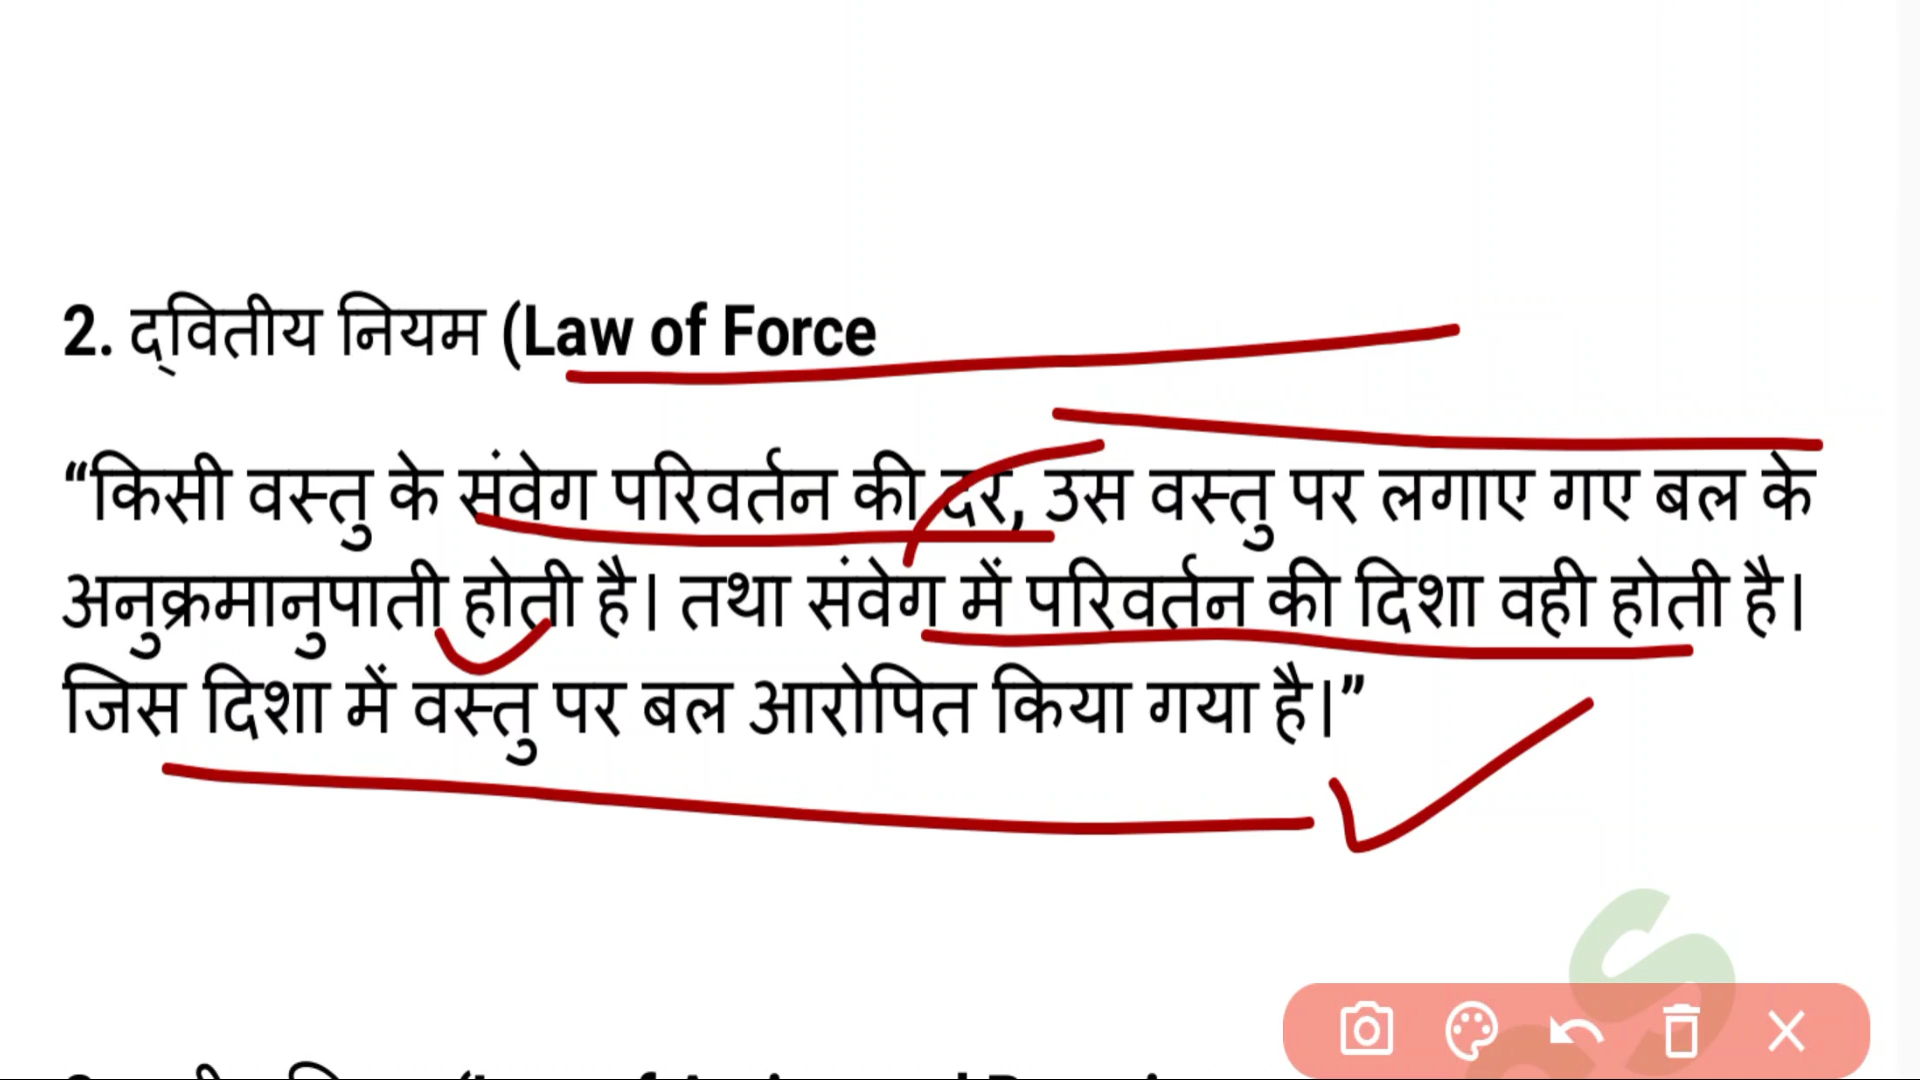 2. द्वितीय नियम (Law of Force
“किसी वस्तु के संवेग परिवर्तन की दर, उस वस्तु पर लगाए गए बल के
अनुक्रमानुपाती होती है। तथा संवेग में परिवर्तन की दिशा वही होती है।
जिस दिशा में वस्तु पर बल आरोपित किया गया है।”